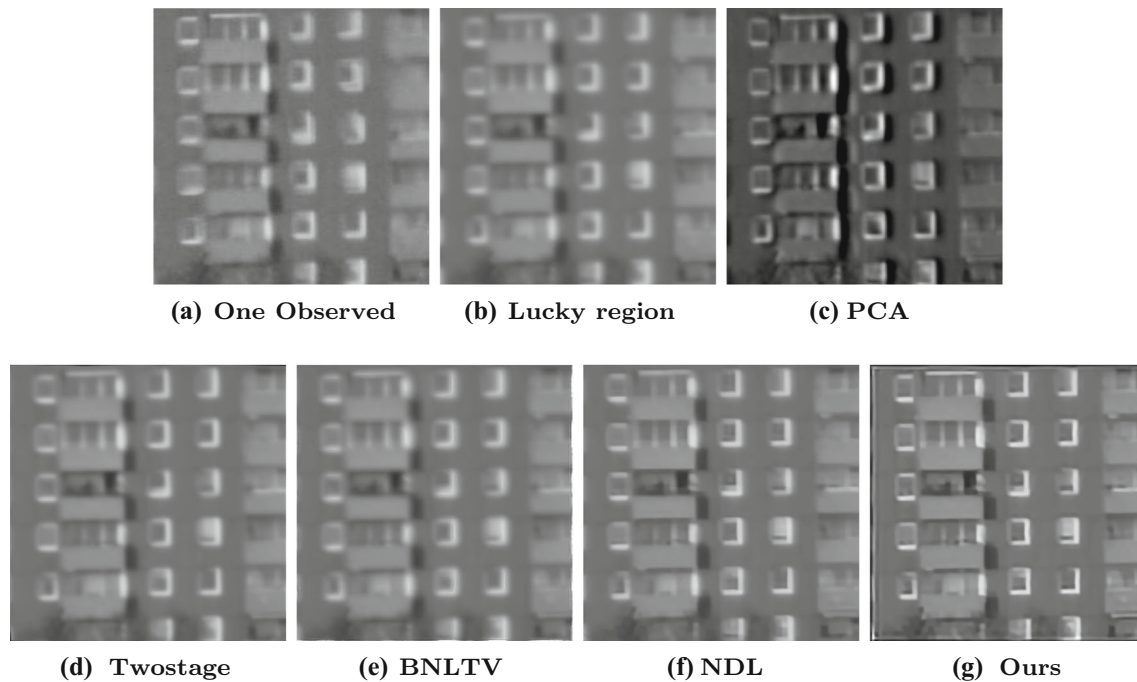 (a) One Observed
(b) Lucky region
(c) PCA
(d) Twostage
(e) BNLTV
(f) NDL
(g) Ours